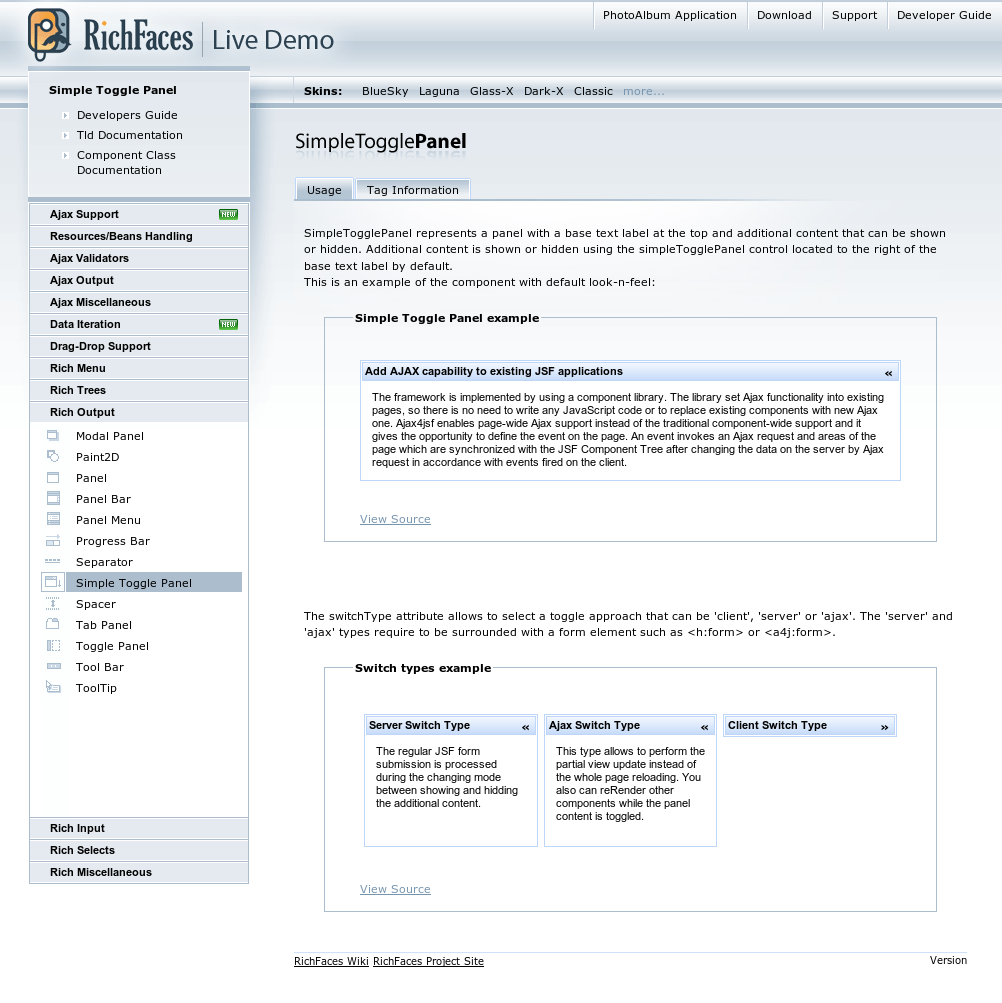 PhotoAlbum Application Download Support Developer Guide
RichFaces Live Demo
Skins: BlueSky Laguna Glass-X Dark-X Classic more...
Simple Toggle Panel
Developers Guide
Tld Documentation
Component Class
Documentation
Ajax Support NEW
Resources/Beans Handling
Ajax Validators
Ajax Output
Ajax Miscellaneous
Data Iteration NEW
Drag-Drop Support
Rich Menu
Rich Trees
Rich Output
Modal Panel
Paint2D
Panel
Panel Bar
Panel Menu
Progress Bar
Separator
Simple Toggle Panel
Spacer
Tab Panel
Toggle Panel
Tool Bar
ToolTip
Rich Input
Rich Selects
Rich Miscellaneous
SimpleTogglePanel
Usage Tag Information
SimpleTogglePanel represents a panel with a base text label at the top and additional content that can be shown
or hidden. Additional content is shown or hidden using the simpleTogglePanel control located to the right of the
base text label by default.
This is an example of the component with default look-n-feel:
Simple Toggle Panel example
Add AJAX capability to existing JSF applications «
The framework is implemented by using a component library. The library set Ajax functionality into existing
pages, so there is no need to write any JavaScript code or to replace existing components with new Ajax
one. Ajax4jsf enables page-wide Ajax support instead of the traditional component-wide support and it
gives the opportunity to define the event on the page. An event invokes an Ajax request and areas of the
page which are synchronized with the JSF Component Tree after changing the data on the server by Ajax
request in accordance with events fired on the client.
View Source
The switchType attribute allows to select a toggle approach that can be 'client', 'server' or 'ajax'. The 'server' and
'ajax' types require to be surrounded with a form element such as <h:form> or <a4j:form>.
Switch types example
Server Switch Type «
The regular JSF form
submission is processed
during the changing mode
between showing and hidding
the additional content.
Ajax Switch Type «
This type allows to perform the
partial view update instead of
the whole page reloading. You
also can reRender other
components while the panel
content is toggled.
Client Switch Type »
View Source
RichFaces Wiki RichFaces Project Site Version